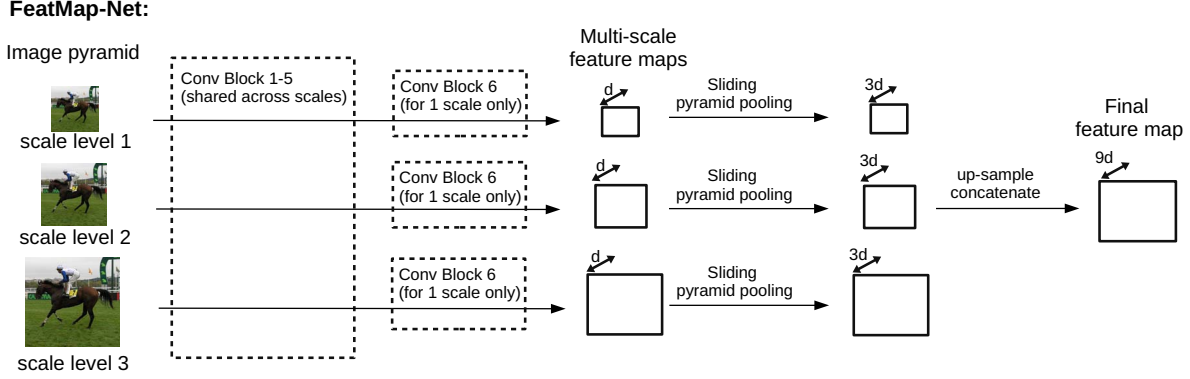 FeatMap-Net:
Image pyramid
scale level 1
scale level 2
scale level 3
Conv Block 1-5
(shared across scales)
Conv Block 6
(for 1 scale only)
Conv Block 6
(for 1 scale only)
Conv Block 6
(for 1 scale only)
Multi-scale
feature maps
d
d
d
Sliding
pyramid pooling
Sliding
pyramid pooling
Sliding
pyramid pooling
3d
3d
3d
up-sample
concatenate
Final
feature map
9d